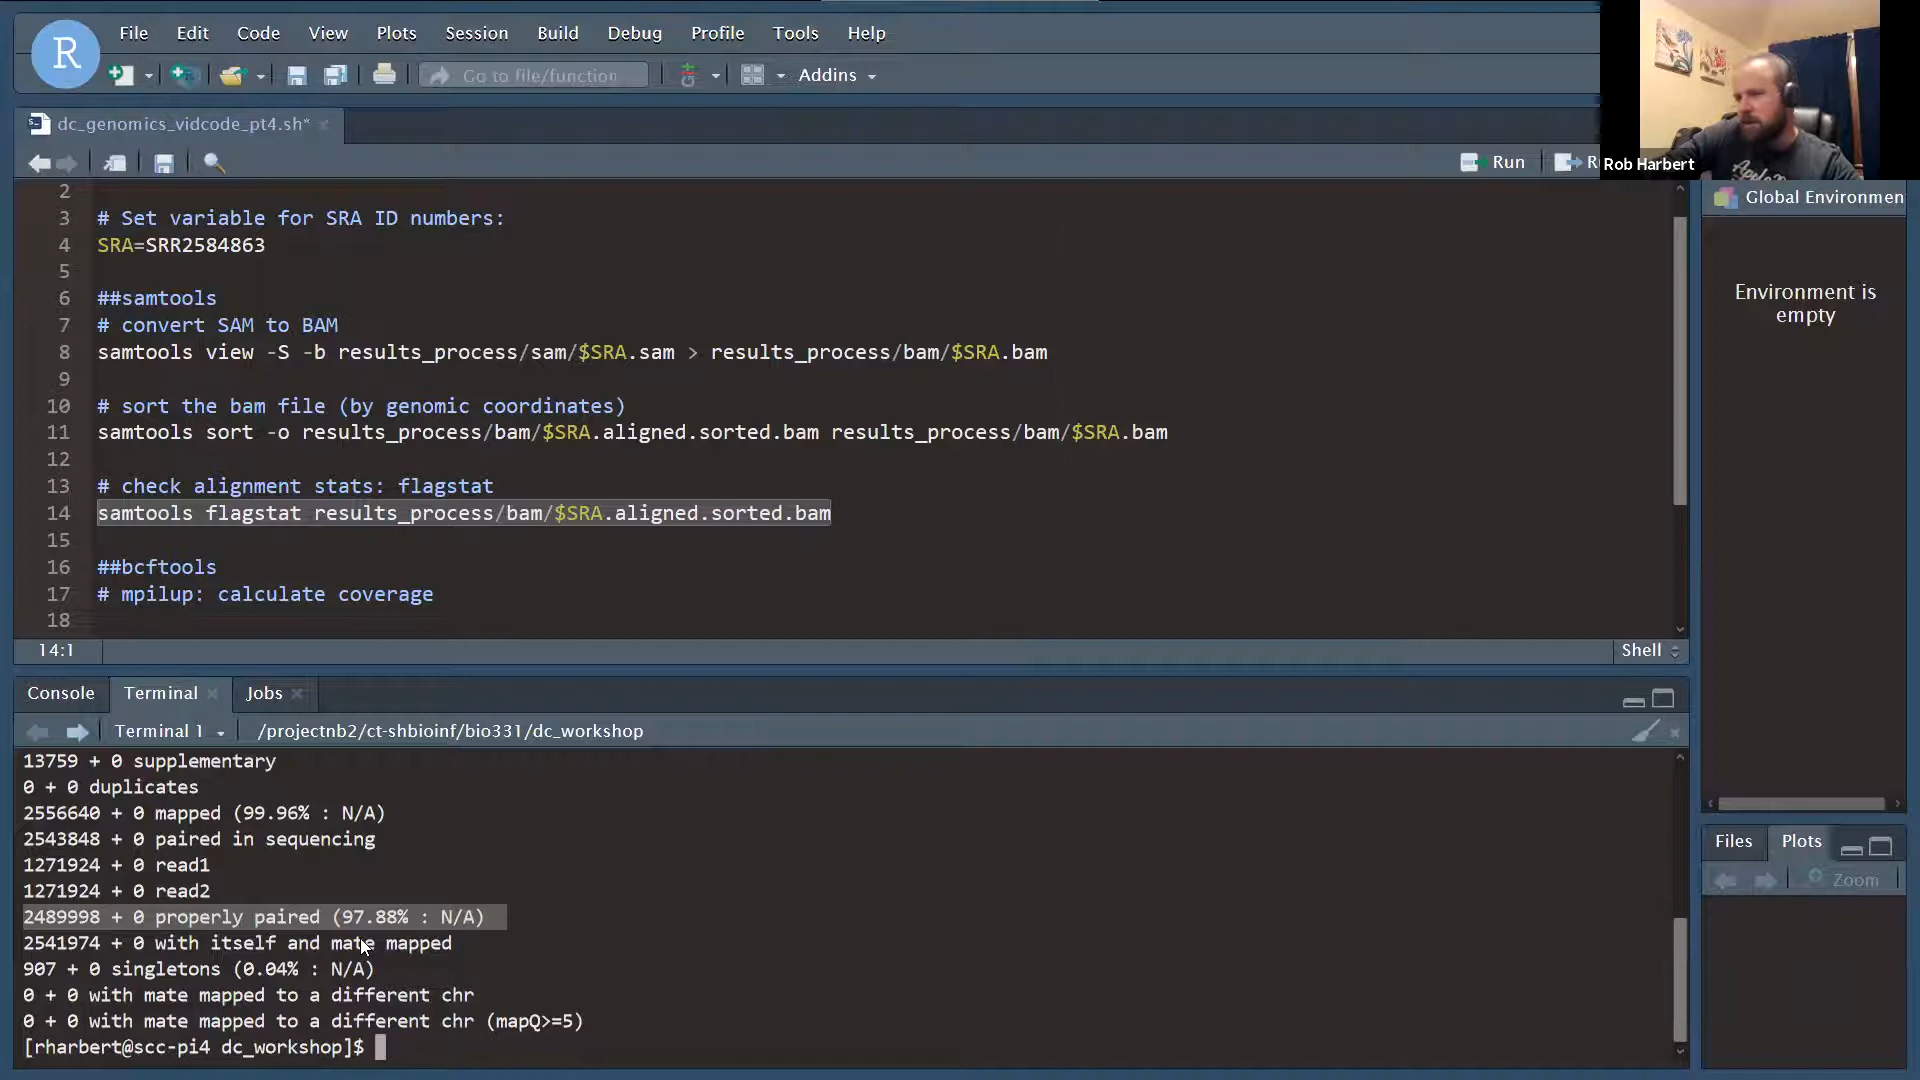 R
File Edit Code View Plots Session Build Debug Profile Tools Help
Go to file/function
Addins
dc_genomics_vidcode_pt4.sh*
Run
R
Rob Harbert
2
3 # Set variable for SRA ID numbers:
4 SRA=SRR2584863
5
6 ##samtools
7 # convert SAM to BAM
8 samtools view -S -b results_process/sam/$SRA.sam > results_process/bam/$SRA.bam
9
10 # sort the bam file (by genomic coordinates)
11 samtools sort -o results_process/bam/$SRA.aligned.sorted.bam results_process/bam/$SRA.bam
12
13 # check alignment stats: flagstat
14 samtools flagstat results_process/bam/$SRA.aligned.sorted.bam
15
16 ##bcftools
17 # mpilup: calculate coverage
18
14:1
Shell
Global Environmen
Environment is
empty
Console Terminal Jobs
Terminal 1 /projectnb2/ct-shbioinf/bio331/dc_workshop
13759 + 0 supplementary
0 + 0 duplicates
2556640 + 0 mapped (99.96% : N/A)
2543848 + 0 paired in sequencing
1271924 + 0 read1
1271924 + 0 read2
2489998 + 0 properly paired (97.88% : N/A)
2541974 + 0 with itself and mate mapped
907 + 0 singletons (0.04% : N/A)
0 + 0 with mate mapped to a different chr
0 + 0 with mate mapped to a different chr (mapQ>=5)
[rharbert@scc-pi4 dc_workshop]$
Files Plots
Zoom